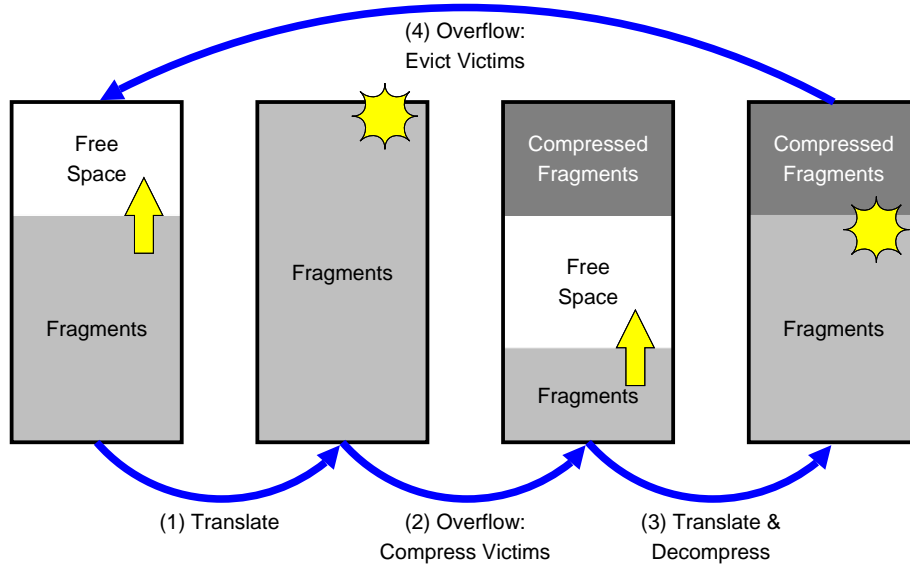 (4) Overflow:
Evict Victims
Free
Space
Fragments
Fragments
Compressed
Fragments
Free
Space
Fragments
Compressed
Fragments
Fragments
(1) Translate
(2) Overflow:
Compress Victims
(3) Translate &
Decompress